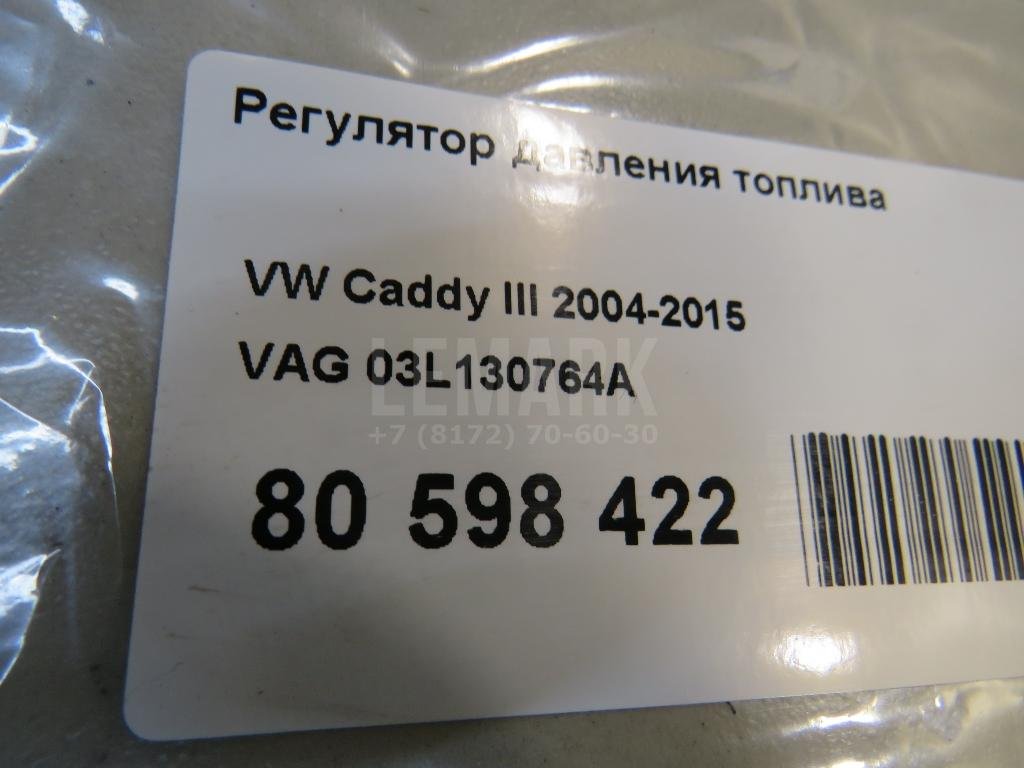 Регулятор давления топлива
VW Caddy III 2004-2015
VAG 03L130764A
LEMARK
+7 (8172) 70-60-30
80 598 422